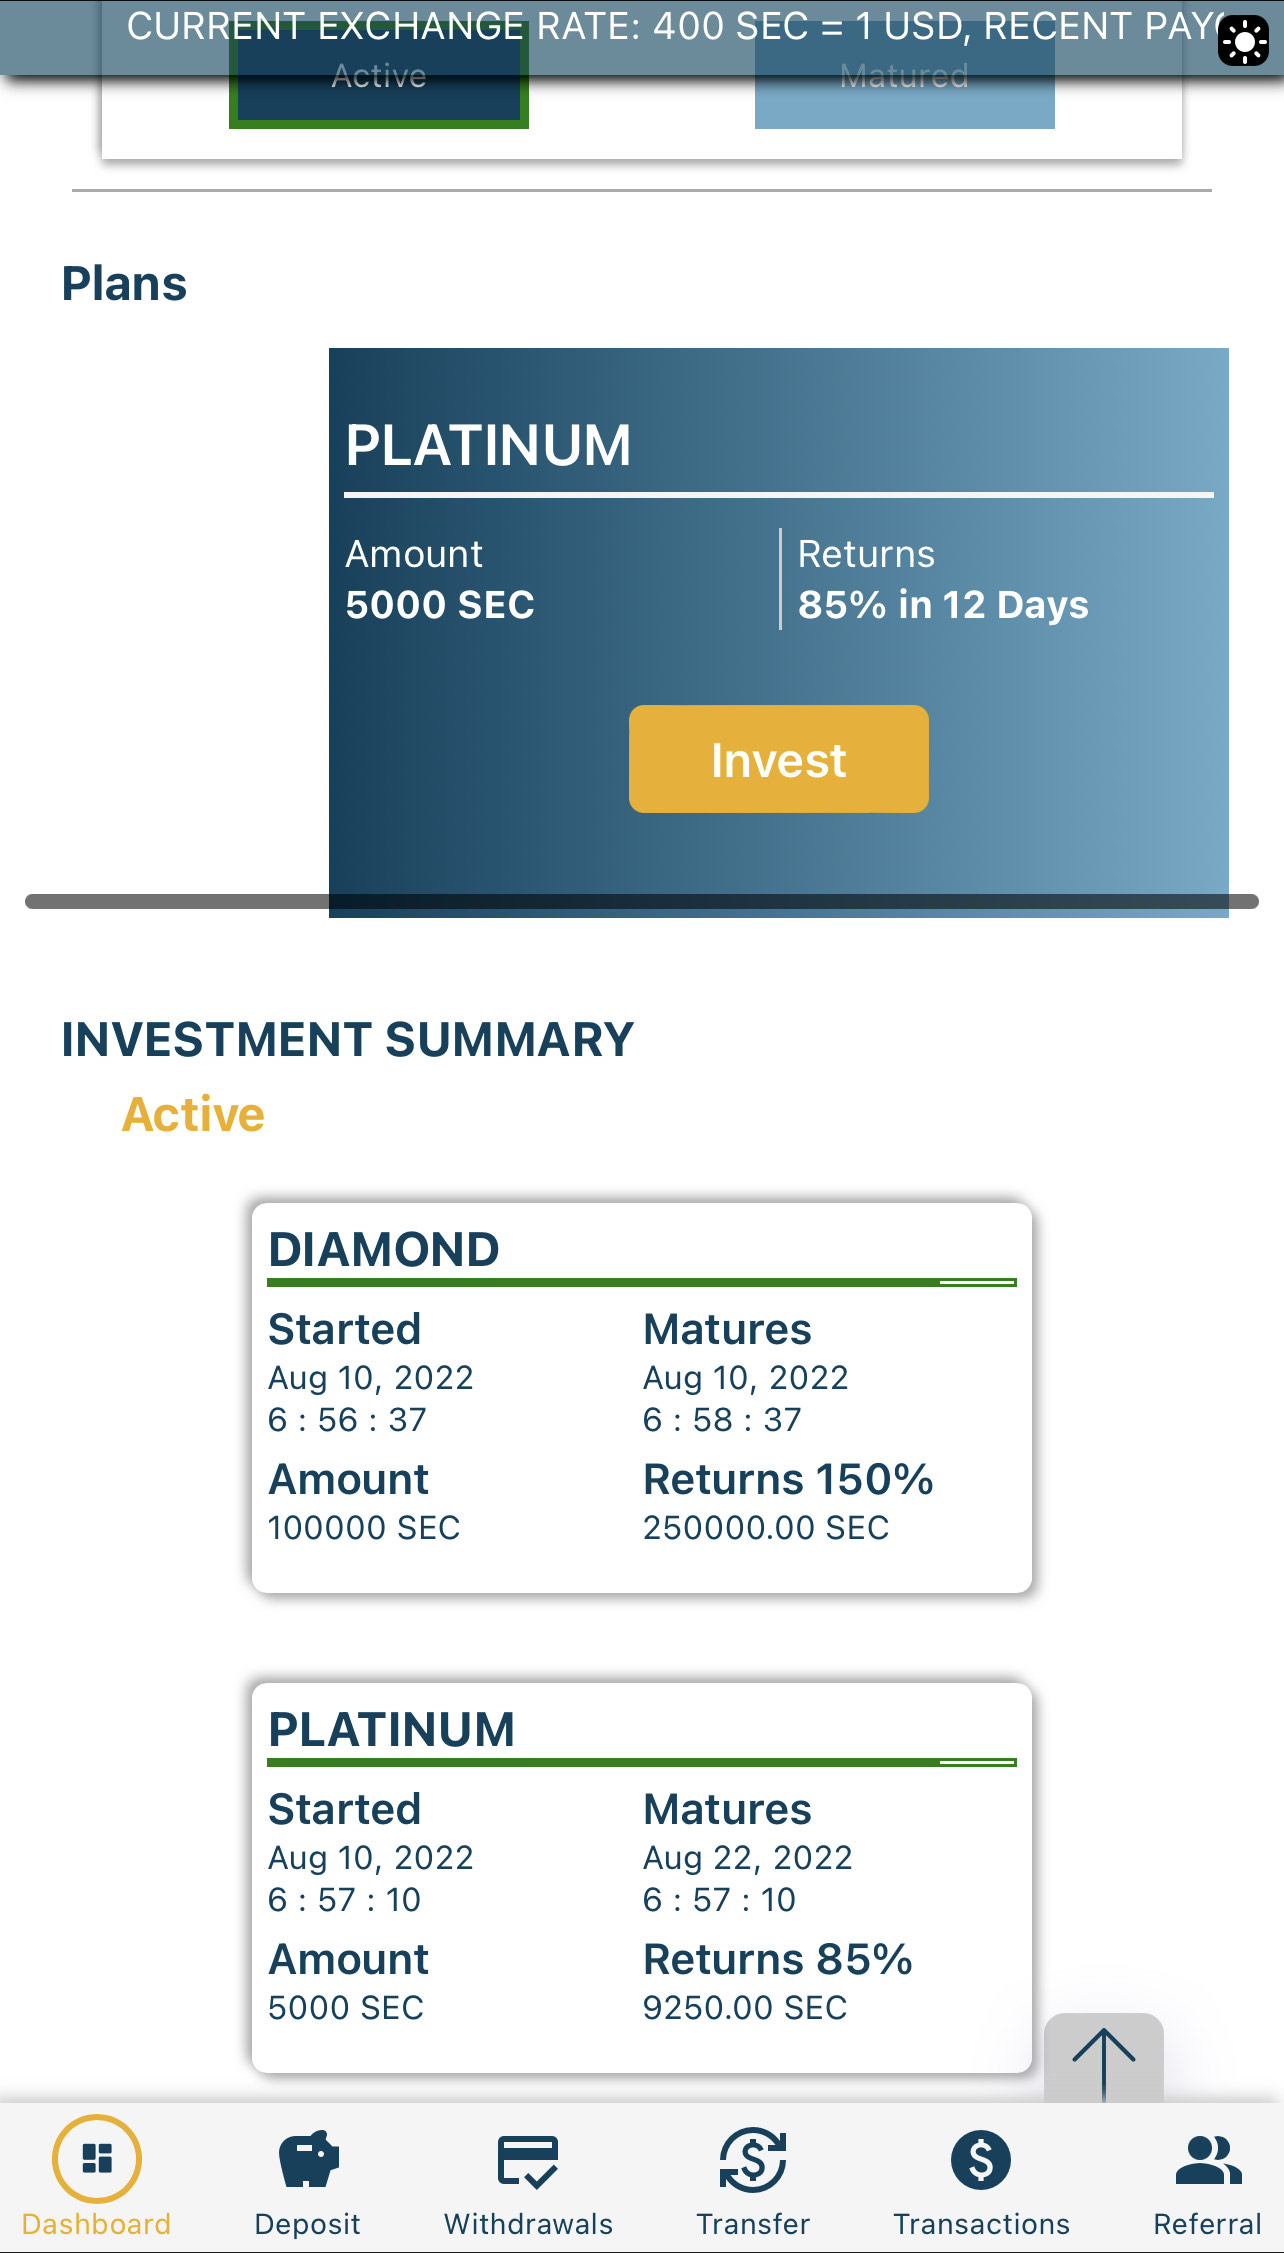 CURRENT EXCHANGE RATE: 400 SEC = 1 USD, RECENT
Active
Matured
Plans
PLATINUM
Amount
5000 SEC
Returns
85% in 12 Days
Invest
INVESTMENT SUMMARY
Active
DIAMOND
Started
Matures
Aug 10, 2022
Aug 10, 2022
6 : 56 : 37
6 : 58 : 37
Amount
Returns 150%
100000 SEC
250000.00 SEC
PLATINUM
Started
Matures
Aug 10, 2022
Aug 22, 2022
6 : 57 : 10
6 : 57 : 10
Amount
Returns 85%
5000 SEC
9250.00 SEC
Dashboard
Deposit
Withdrawals
Transfer
Transactions
Referral